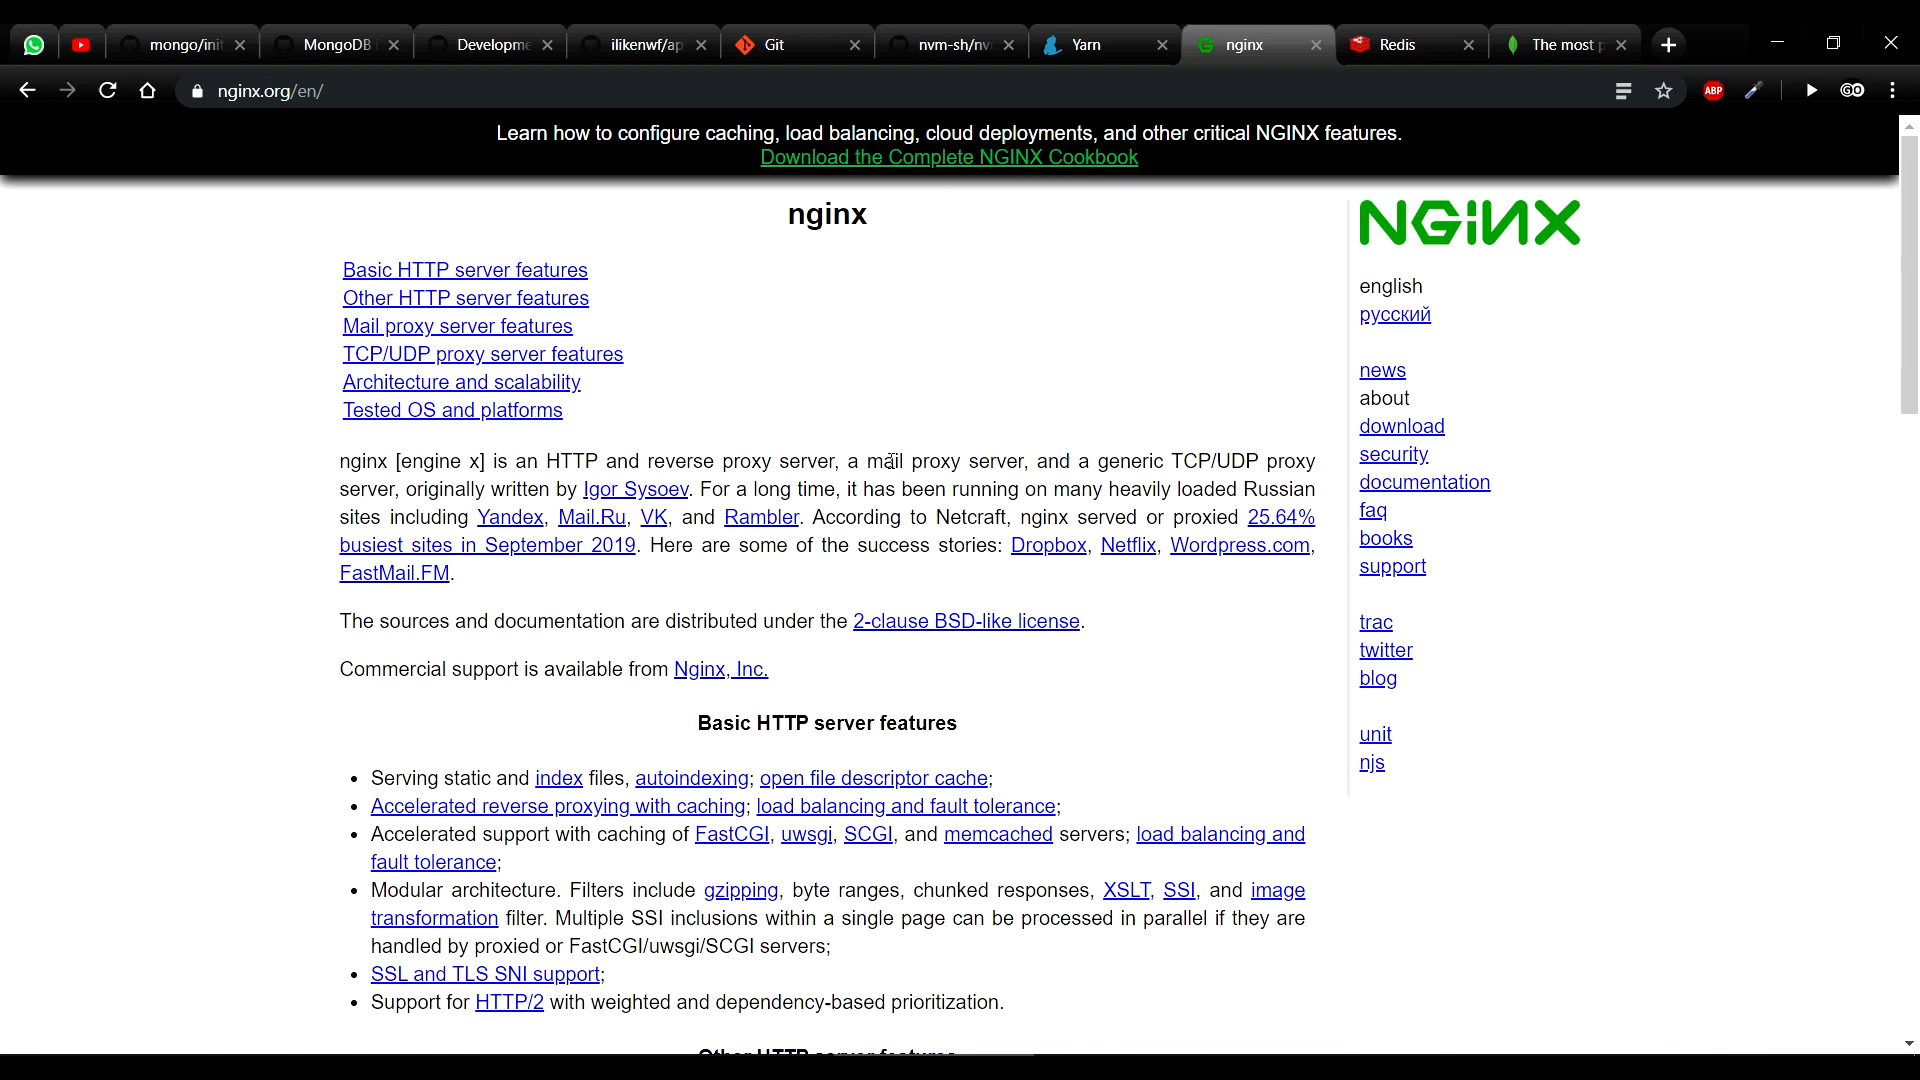 mongo/init
MongoDB
Developme
ilikenwf/ap
Git
nvm-sh/nv
Yarn
nginx
Redis
The most p
nginx.org/en/
ABP
GO
Learn how to configure caching, load balancing, cloud deployments, and other critical NGINX features.
Download the Complete NGINX Cookbook
nginx
Basic HTTP server features
Other HTTP server features
Mail proxy server features
TCP/UDP proxy server features
Architecture and scalability
Tested OS and platforms
nginx [engine x] is an HTTP and reverse proxy server, a mail proxy server, and a generic TCP/UDP proxy
server, originally written by Igor Sysoev. For a long time, it has been running on many heavily loaded Russian
sites including Yandex, Mail.Ru, VK, and Rambler. According to Netcraft, nginx served or proxied 25.64%
busiest sites in September 2019. Here are some of the success stories: Dropbox, Netflix, Wordpress.com,
FastMail.FM.
The sources and documentation are distributed under the 2-clause BSD-like license.
Commercial support is available from Nginx, Inc.
Basic HTTP server features
• Serving static and index files, autoindexing; open file descriptor cache;
• Accelerated reverse proxying with caching; load balancing and fault tolerance;
• Accelerated support with caching of FastCGI, uwsgi, SCGI, and memcached servers; load balancing and
fault tolerance;
• Modular architecture. Filters include gzipping, byte ranges, chunked responses, XSLT, SSI, and image
transformation filter. Multiple SSI inclusions within a single page can be processed in parallel if they are
handled by proxied or FastCGI/uwsgi/SCGI servers;
• SSL and TLS SNI support;
• Support for HTTP/2 with weighted and dependency-based prioritization.
Other HTTP server features
NGINX
english
русский
news
about
download
security
documentation
faq
books
support
trac
twitter
blog
unit
njs